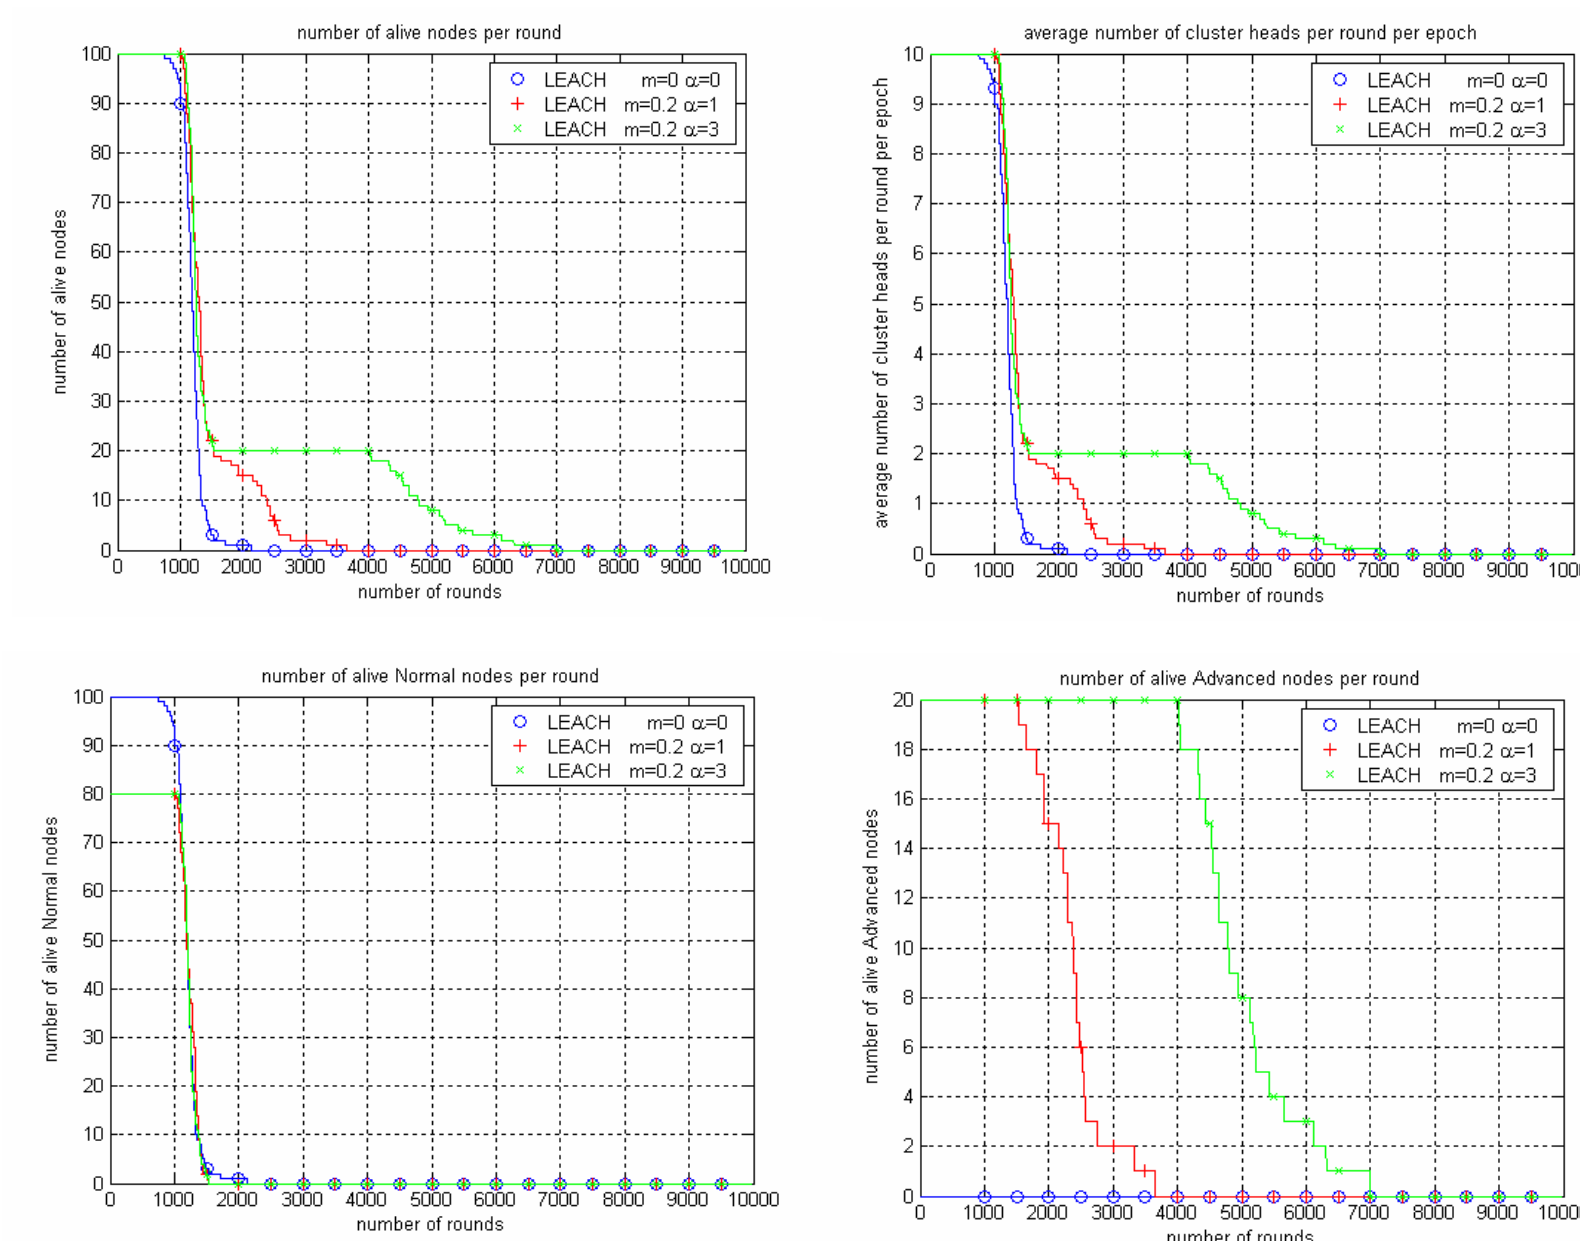 number of alive nodes per round
100
90
80
70
60
50
40
30
20
10
0
number of alive nodes
LEACH m=0 α=0
LEACH m=0.2 α=1
LEACH m=0.2 α=3
0 1000 2000 3000 4000 5000 6000 7000 8000 9000 10000
number of rounds
average number of cluster heads per round per epoch
10
9
8
7
6
5
4
3
2
1
0
average number of cluster heads per round per epoch
LEACH m=0 α=0
LEACH m=0.2 α=1
LEACH m=0.2 α=3
0 1000 2000 3000 4000 5000 6000 7000 8000 9000 1000
number of rounds
number of alive Normal nodes per round
100
90
80
70
60
50
40
30
20
10
0
number of alive Normal nodes
LEACH m=0 α=0
LEACH m=0.2 α=1
LEACH m=0.2 α=3
0 1000 2000 3000 4000 5000 6000 7000 8000 9000 10000
number of rounds
number of alive Advanced nodes per round
20
18
16
14
12
10
8
6
4
2
0
number of alive Advanced nodes
LEACH m=0 α=0
LEACH m=0.2 α=1
LEACH m=0.2 α=3
0 1000 2000 3000 4000 5000 6000 7000 8000 9000 1000
number of rounds